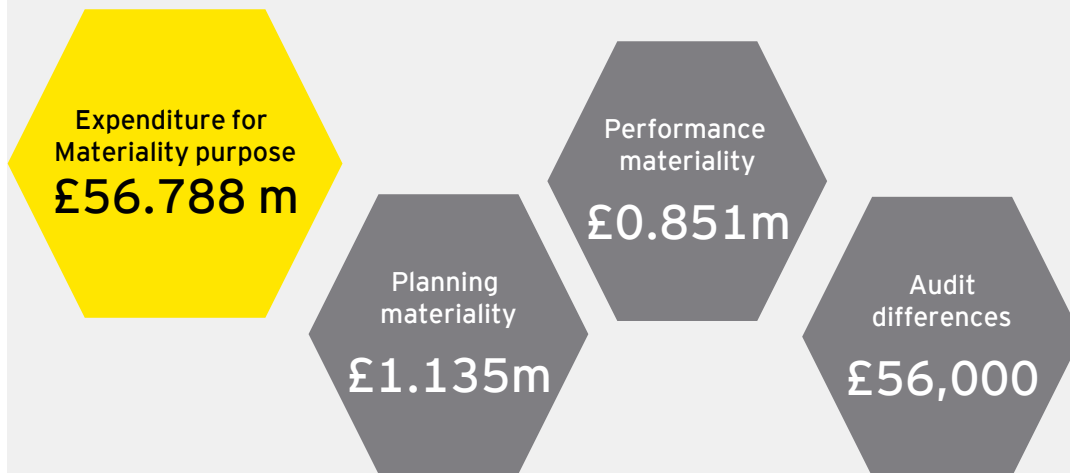 Expenditure for
Materiality purpose
£56.788 m
Planning
materiality
£1.135m
Performance
materiality
£0.851m
Audit
differences
£56,000